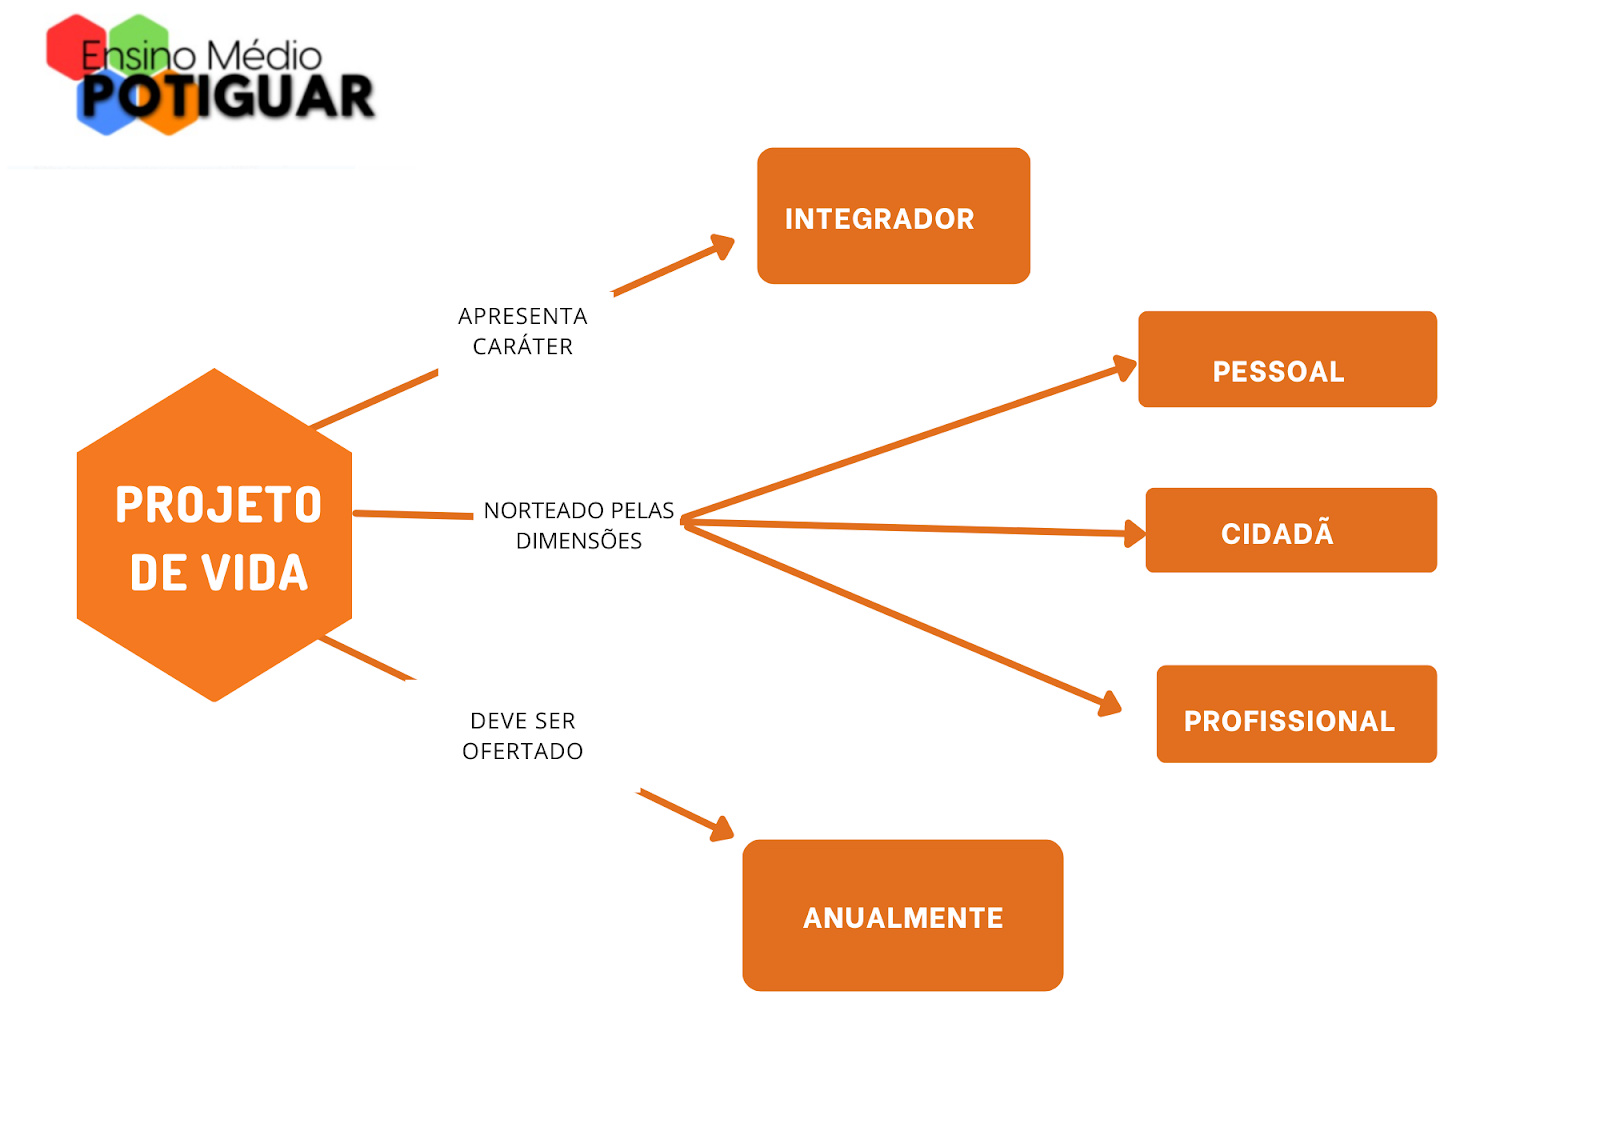 Ensino Médio
POTIGUAR
INTEGRADOR
APRESENTA
CARÁTER
PESSOAL
PROJETO
DE VIDA
NORTEADO PELAS
DIMENSÕES
CIDADÃ
PROFISSIONAL
DEVE SER
OFERTADO
ANUALMENTE